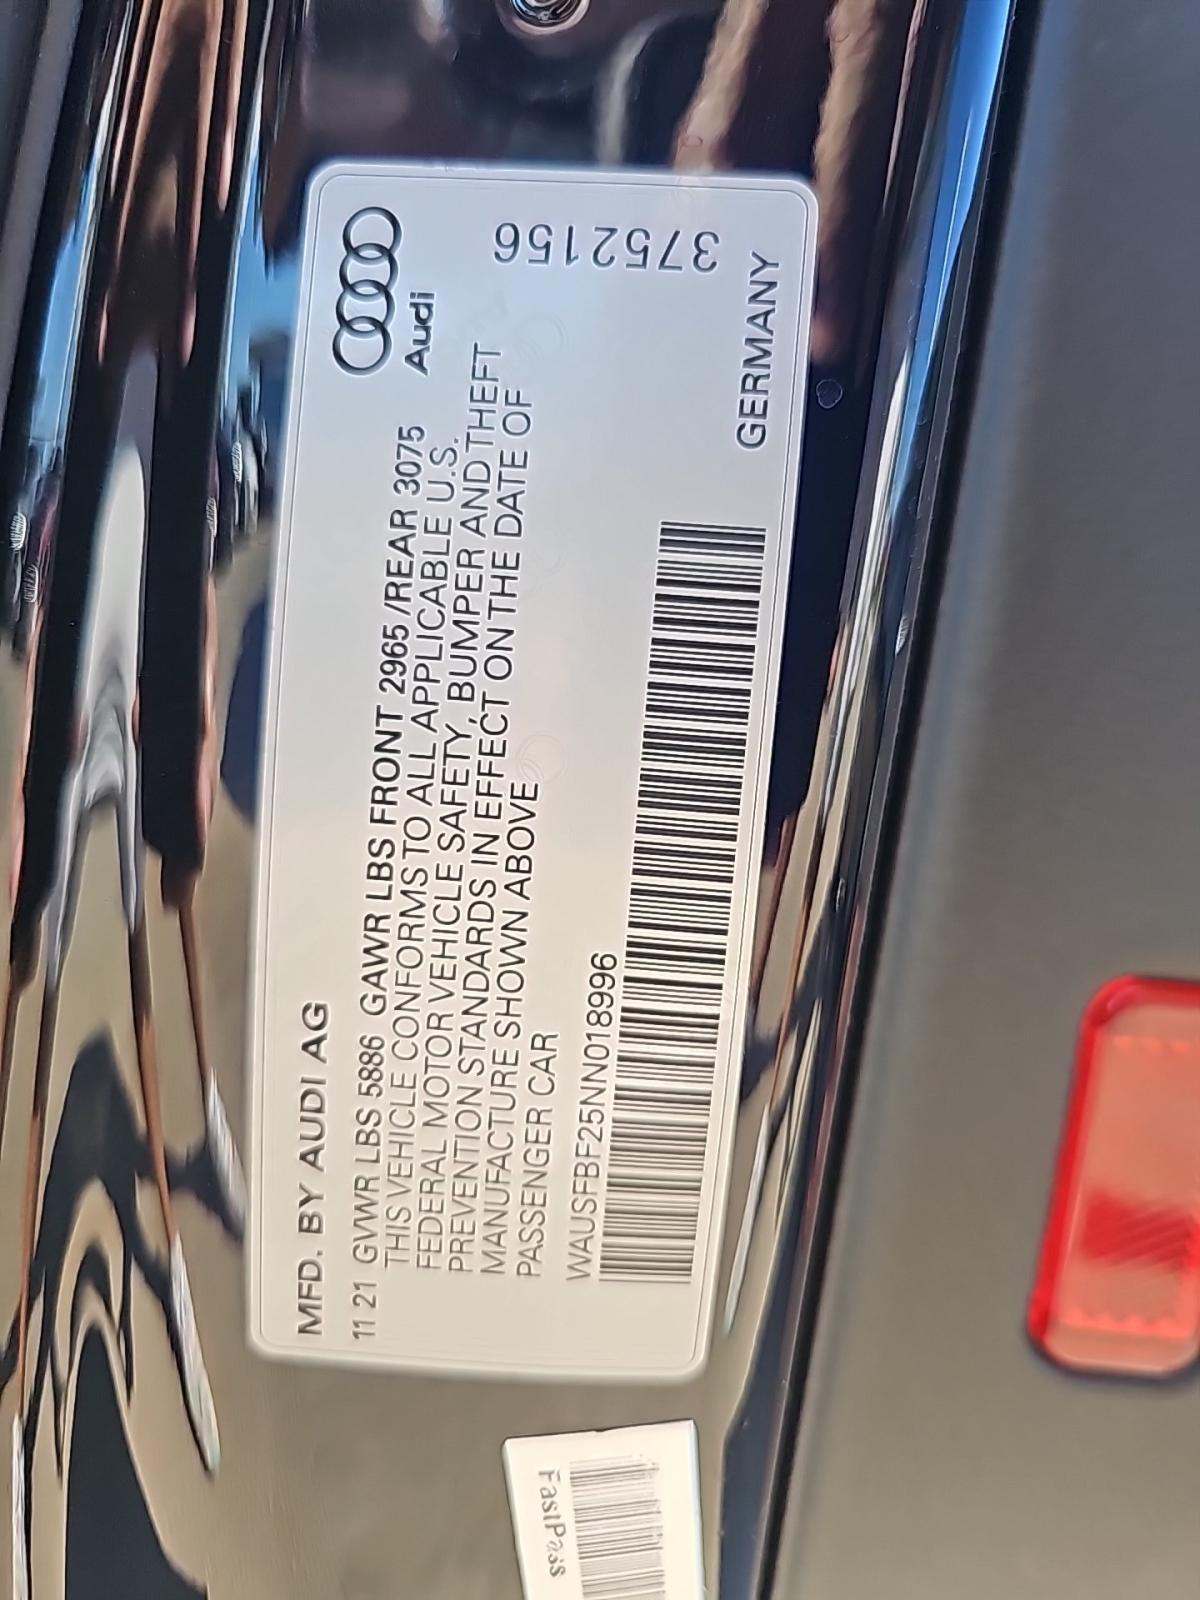 MFD. BY AUDI AG
Audi
11 21 GVWR LBS 5886 GAWR LBS FRONT 2965/REAR 3075
THIS VEHICLE CONFORMS TO ALL APPLICABLE U.S.
FEDERAL MOTOR VEHICLE SAFETY, BUMPER AND THEFT
PREVENTION STANDARDS IN EFFECT ON THE DATE OF
MANUFACTURE SHOWN ABOVE
PASSENGER CAR
3752156
WAUSFBF25NN018996
GERMANY
FastPass